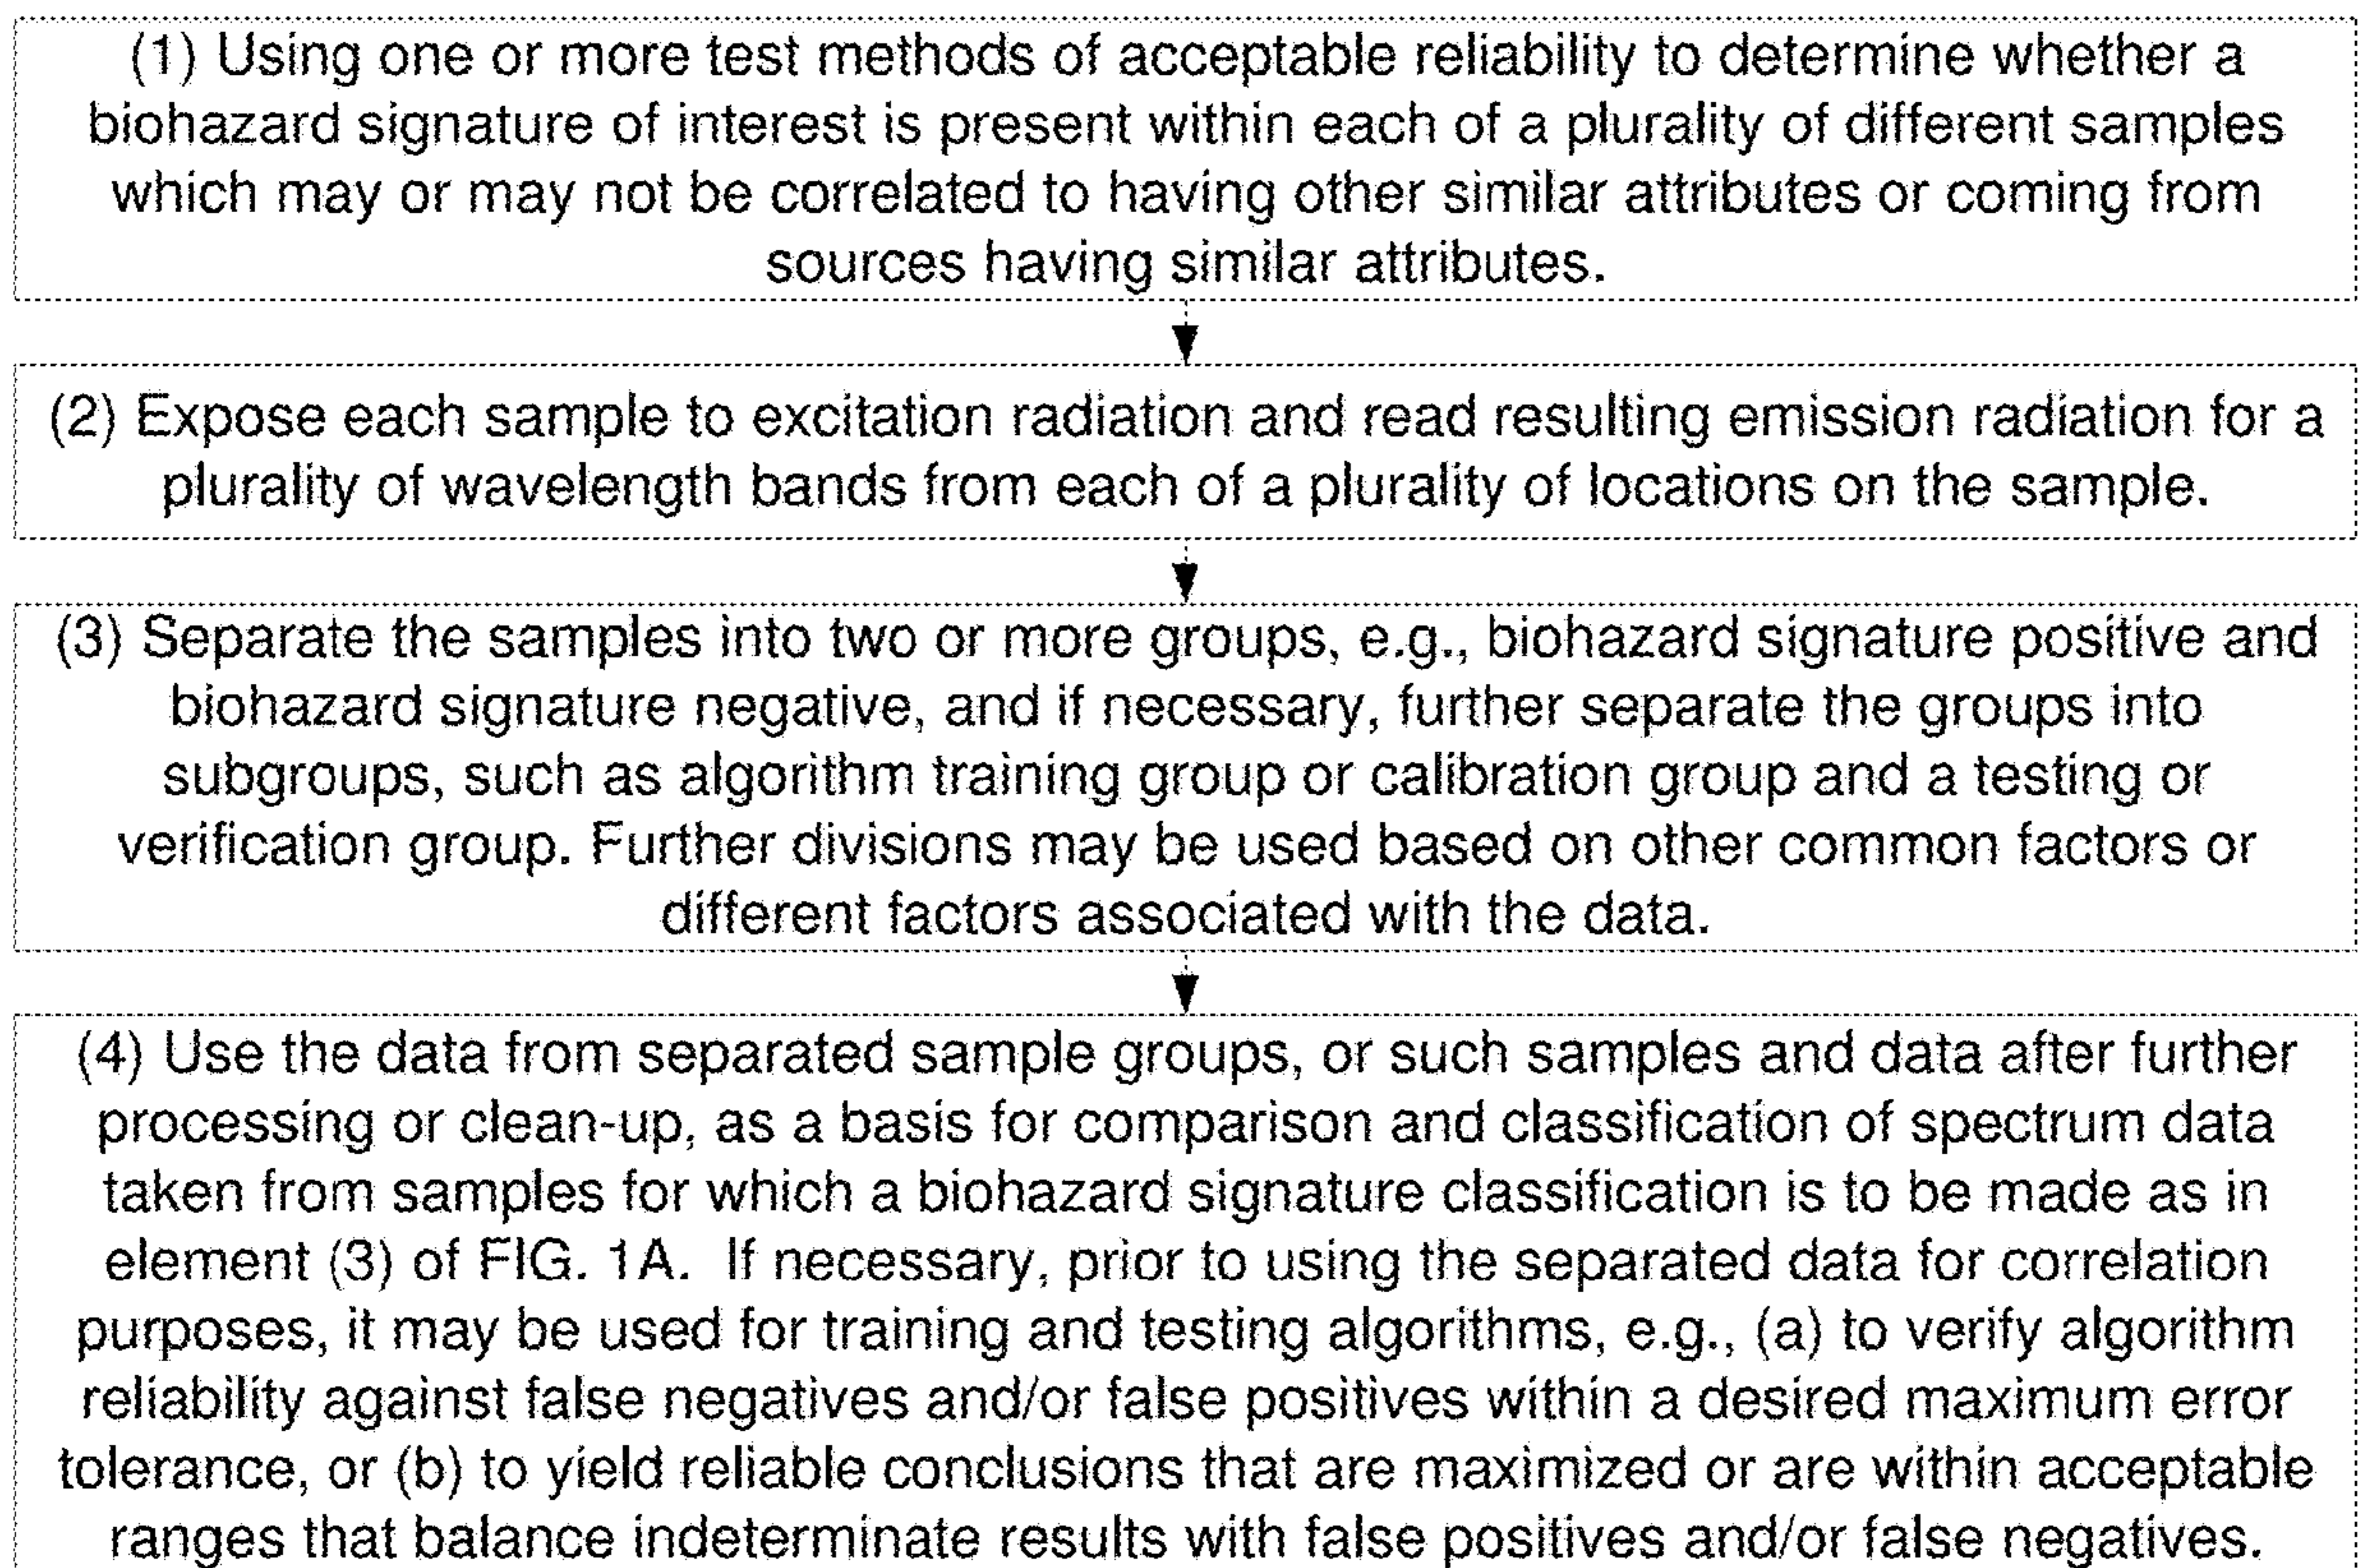 (1) Using one or more test methods of acceptable reliability to determine whether a
biohazard signature of interest is present within each of a plurality of different samples
which may or may not be correlated to having other similar attributes or coming from
sources having similar attributes.
(2) Expose each sample to excitation radiation and read resulting emission radiation for a
plurality of wavelength bands from each of a plurality of locations on the sample.
(3) Separate the samples into two or more groups, e.g., biohazard signature positive and
biohazard signature negative, and if necessary, further separate the groups into
subgroups, such as algorithm training group or calibration group and a testing or
verification group. Further divisions may be used based on other common factors or
different factors associated with the data.
(4) Use the data from separated sample groups, or such samples and data after further
processing or clean-up, as a basis for comparison and classification of spectrum data
taken from samples for which a biohazard signature classification is to be made as in
element (3) of FIG. 1A. If necessary, prior to using the separated data for correlation
purposes, it may be used for training and testing algorithms, e.g., (a) to verify algorithm
reliability against false negatives and/or false positives within a desired maximum error
tolerance, or (b) to yield reliable conclusions that are maximized or are within acceptable
ranges that balance indeterminate results with false positives and/or false negatives.